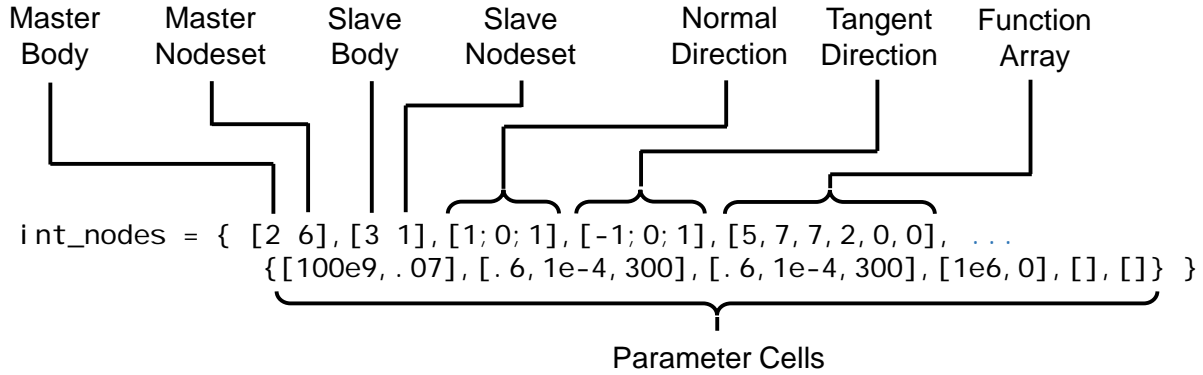 Master Master Slave Slave Normal Tangent Function
Body Nodeset Body Nodeset Direction Direction Array
int_nodes = { [2 6],[3 1],[1;0;1],[-1;0;1],[5,7,7,2,0,0], ...
{[100e9,.07],[.6,1e-4,300],[.6,1e-4,300],[1e6,0],[],[]} }
Parameter Cells